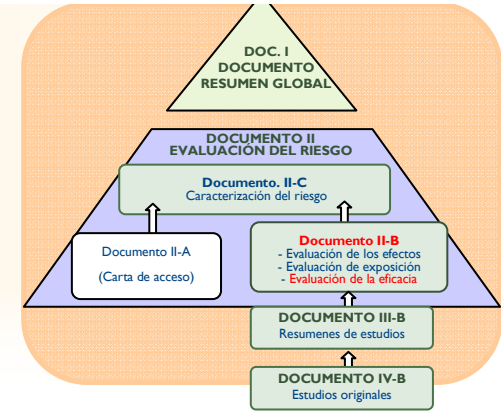 DOC. I
DOCUMENTO
RESUMEN GLOBAL
DOCUMENTO II
EVALUACIÓN DEL RIESGO
Documento. II-C
Caracterización del riesgo
Documento II-A
(Carta de acceso)
Documento II-B
- Evaluación de los efectos
- Evaluación de exposición
- Evaluación de la eficacia
DOCUMENTO III-B
Resumenes de estudios
DOCUMENTO IV-B
Estudios originales